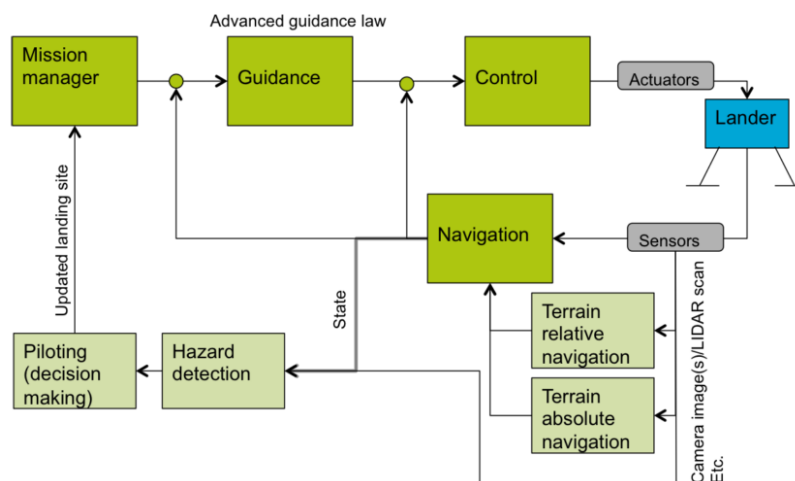 Advanced guidance law
Mission
manager
Guidance
Control
Actuators
Lander
Updated landing site
Navigation
Sensors
State
Terrain
relative
navigation
Camera image(s)/LIDAR scan
Etc.
Piloting
(decision
making)
Hazard
detection
Terrain
absolute
navigation